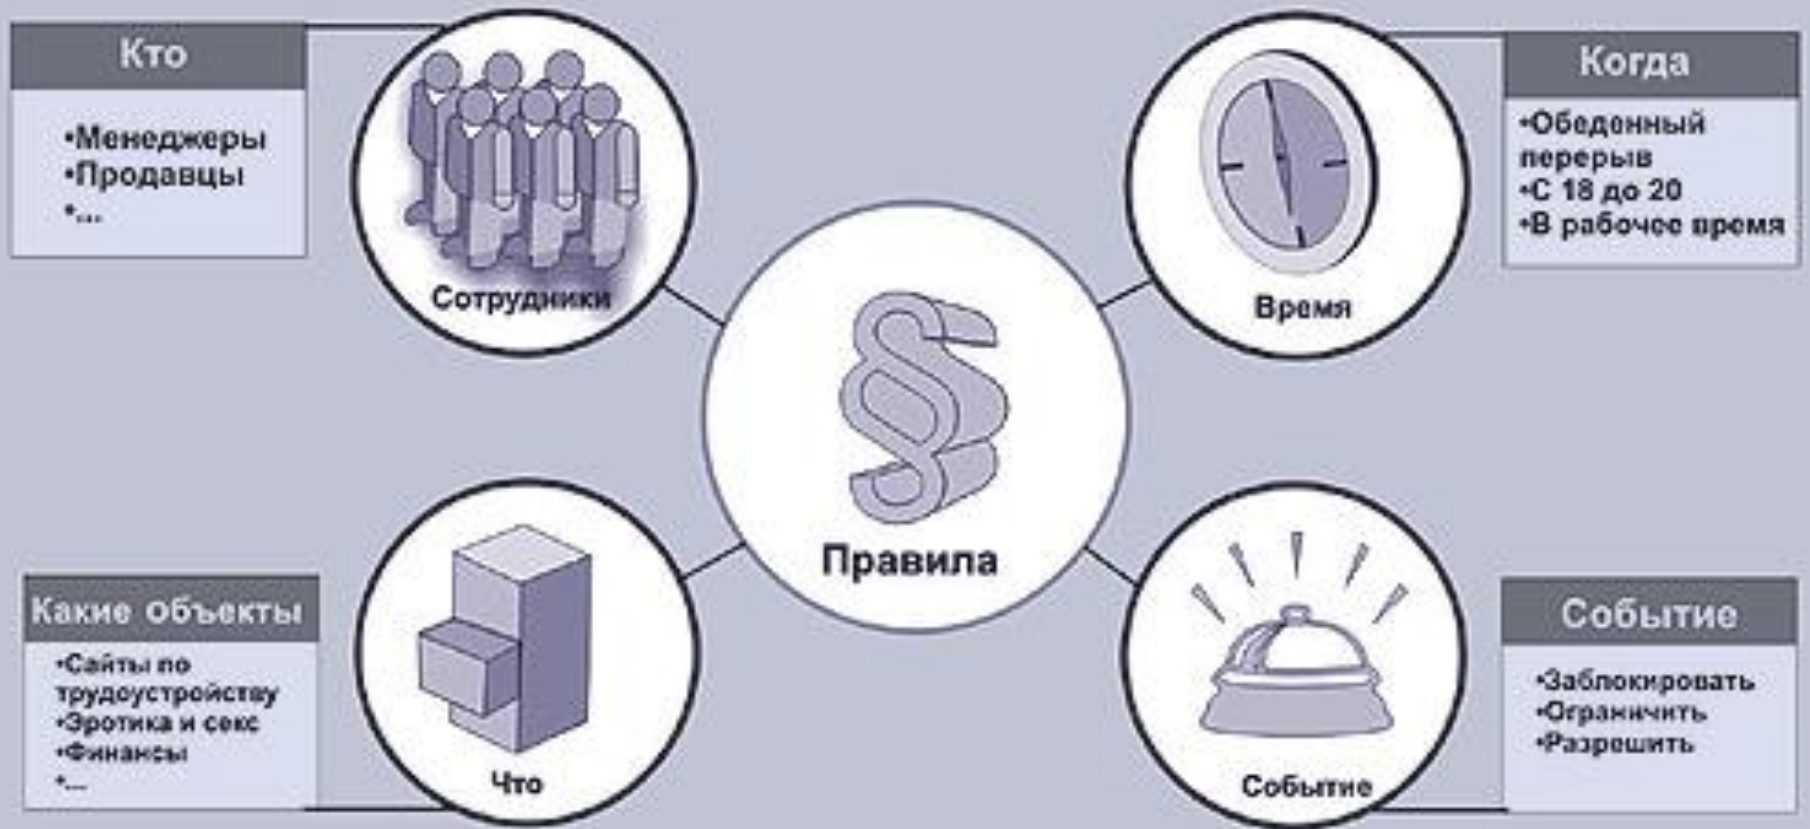 Кто
•Менеджеры
•Продавцы
•...
Сотрудники
Когда
•Обеденный
перерыв
•С 18 до 20
•В рабочее время
Время
Правила
Какие объекты
•Сайты по
трудоустройству
•Эротика и секс
•Финансы
•...
Что
Событие
•Заблокировать
•Ограничить
•Разрешить
Событие